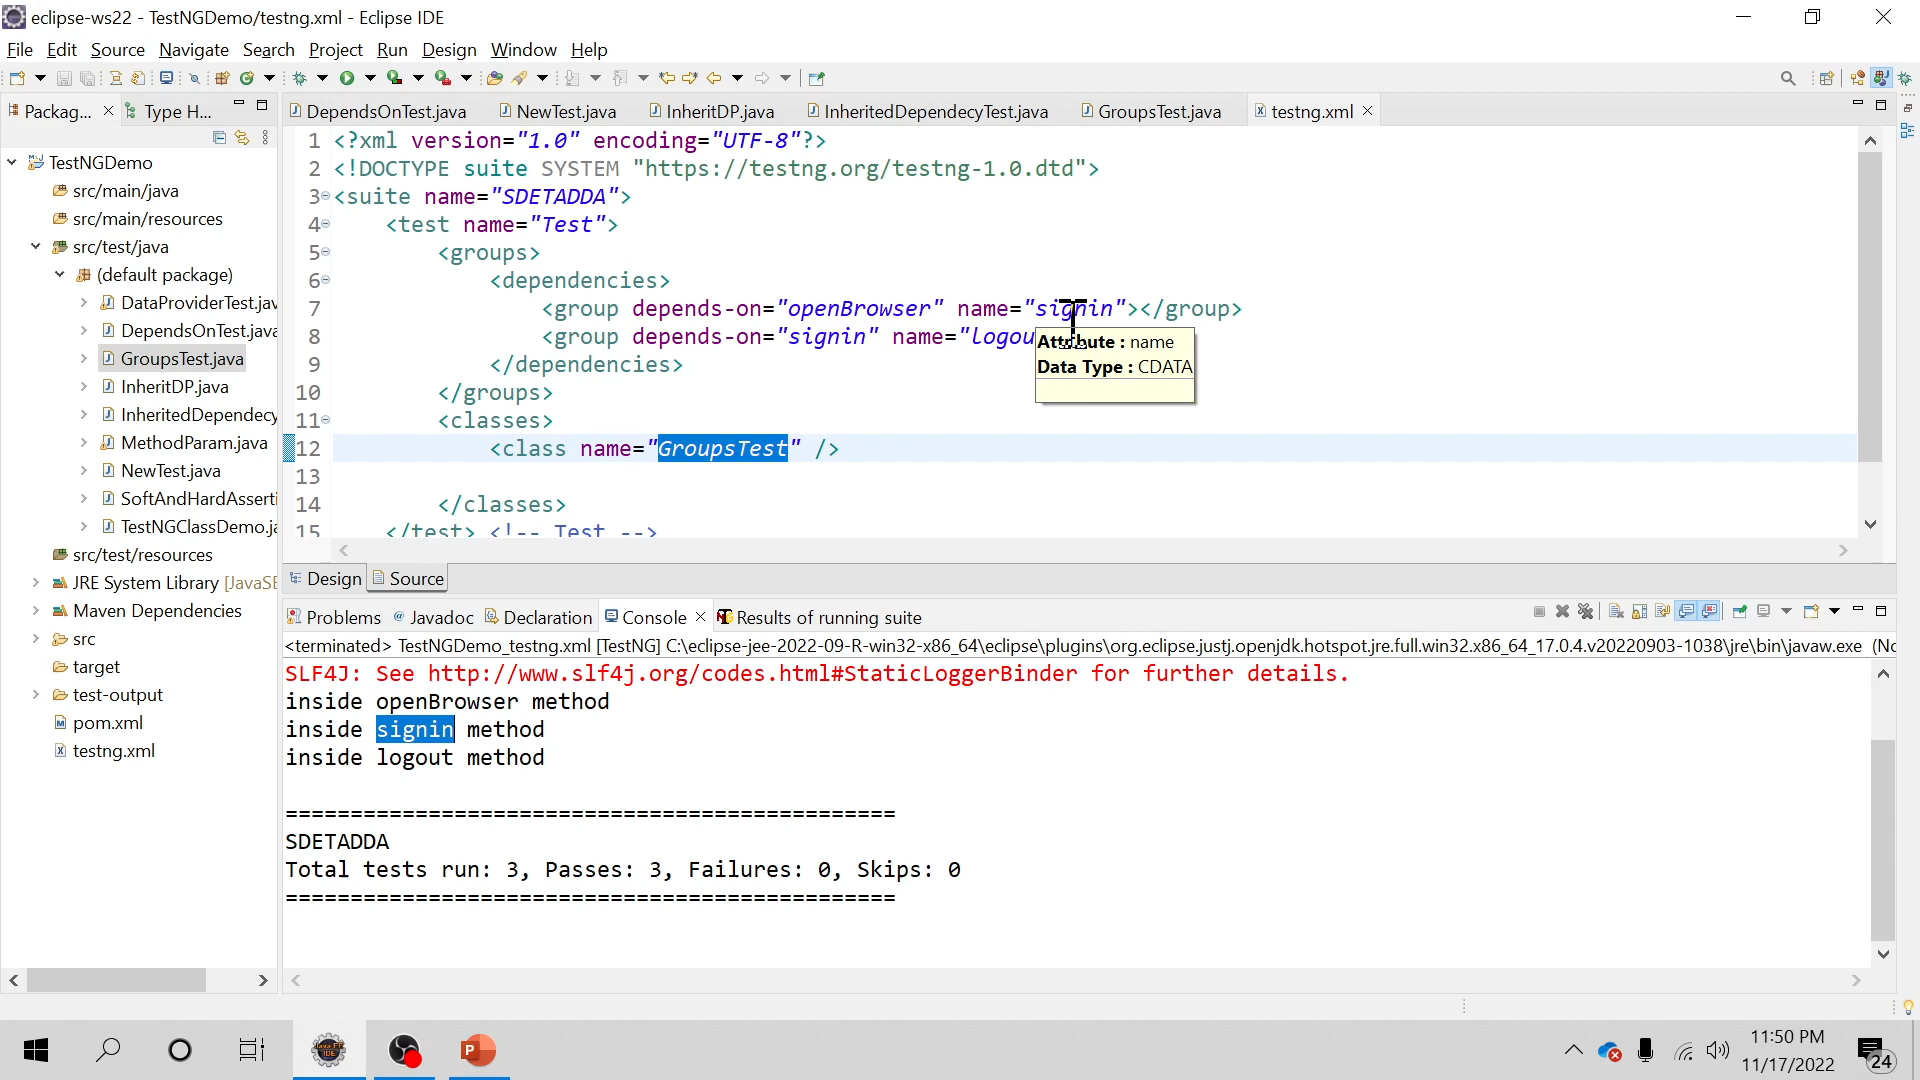 eclipse-ws22 - TestNGDemo/testng.xml - Eclipse IDE
File Edit Source Navigate Search Project Run Design Window Help
Packag... Type H...
DependsOnTest.java NewTest.java InheritDP.java InheritedDependecyTest.java GroupsTest.java testng.xml
TestNGDemo
src/main/java
src/main/resources
src/test/java
(default package)
DataProviderTest.jav
DependsOnTest.java
GroupsTest.java
InheritDP.java
InheritedDependecy
MethodParam.java
NewTest.java
SoftAndHardAsserti
TestNGClassDemo.ja
src/test/resources
JRE System Library [JavaSE
Maven Dependencies
src
target
test-output
pom.xml
testng.xml
1 <?xml version="1.0" encoding="UTF-8"?>
2 <!DOCTYPE suite SYSTEM "https://testng.org/testng-1.0.dtd">
3 <suite name="SDETADDA">
4 <test name="Test">
5 <groups>
6 <dependencies>
7 <group depends-on="openBrowser" name="signin"></group>
8 <group depends-on="signin" name="logou
9 </dependencies>
10 </groups>
11 <classes>
12 <class name="GroupsTest" />
13
14 </classes>
15 </test> <!-- Test -->
Attribute : name
Data Type : CDATA
Design Source
Problems Javadoc Declaration Console Results of running suite
<terminated> TestNGDemo_testng.xml [TestNG] C:\eclipse-jee-2022-09-R-win32-x86_64\eclipse\plugins\org.eclipse.justj.openjdk.hotspot.jre.full.win32.x86_64_17.0.4.v20220903-1038\jre\bin\javaw.exe (Nc
SLF4J: See http://www.slf4j.org/codes.html#StaticLoggerBinder for further details.
inside openBrowser method
inside signin method
inside logout method
===============================================
SDETADDA
Total tests run: 3, Passes: 3, Failures: 0, Skips: 0
===============================================
11:50 PM
11/17/2022
24